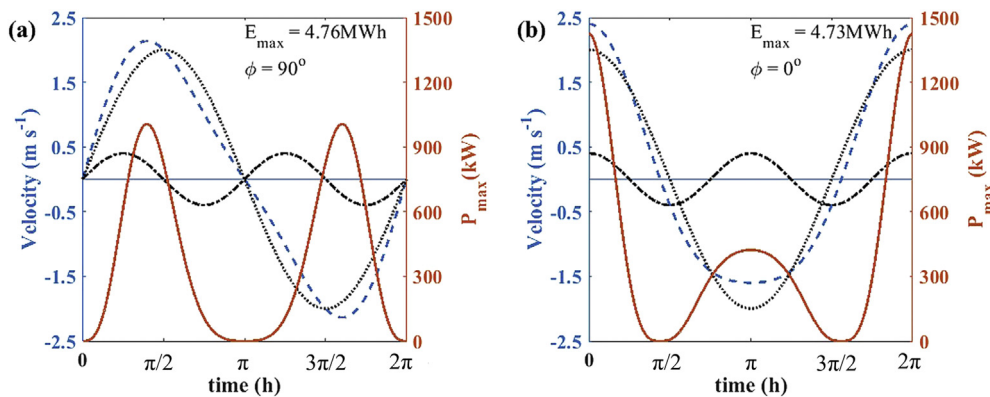 (a)
E_max = 4.76MWh
ϕ = 90°
Velocity (m s⁻¹)
2.5
1.5
0.5
-0.5
-1.5
-2.5
P_max (kW)
1500
1200
900
600
300
0
0 π/2 π 3π/2 2π
time (h)
(b)
E_max = 4.73MWh
ϕ = 0°
Velocity (m s⁻¹)
2.5
1.5
0.5
-0.5
-1.5
-2.5
P_max (kW)
1500
1200
900
600
300
0
0 π/2 π 3π/2 2π
time (h)